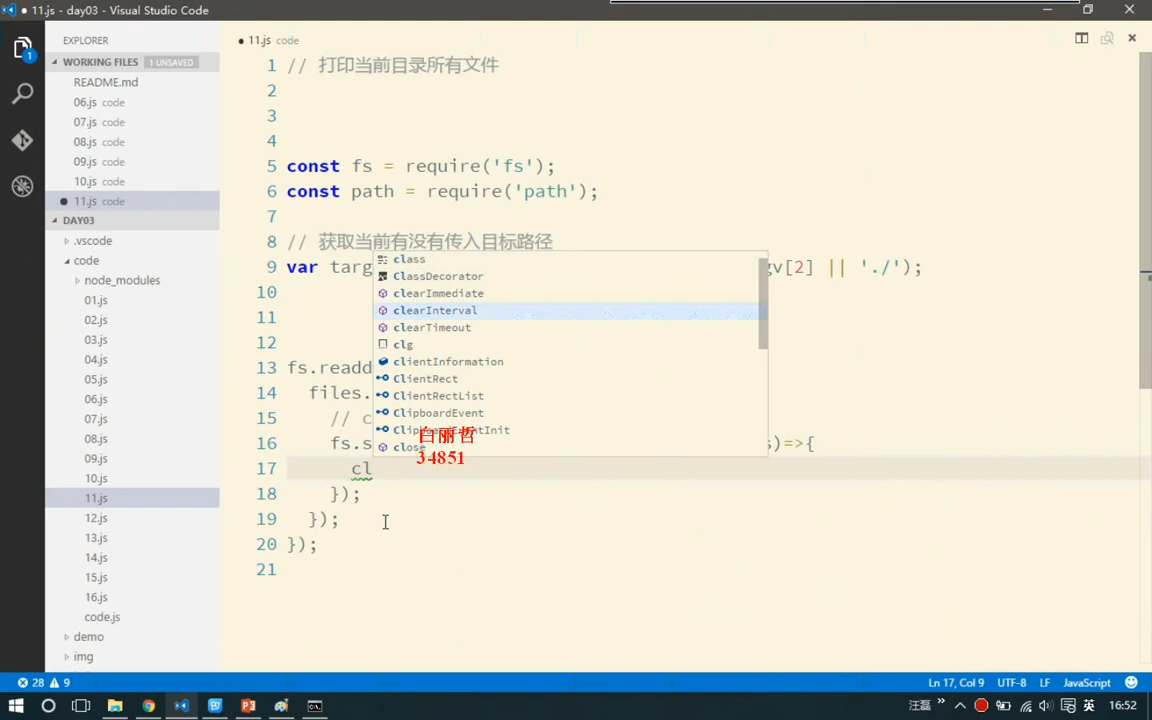 11.js - day03 - Visual Studio Code
EXPLORER
WORKING FILES 1 UNSAVED
README.md
06.js code
07.js code
08.js code
09.js code
10.js code
11.js code
DAY03
.vscode
code
node_modules
01.js
02.js
03.js
04.js
05.js
06.js
07.js
08.js
09.js
10.js
11.js
12.js
13.js
14.js
15.js
16.js
code.js
demo
img
11.js code
1 // 打印当前目录所有文件
2
3
4
5 const fs = require('fs');
6 const path = require('path');
7
8 // 获取当前有没有传入目标路径
9 var targ gv[2] || './');
10
11
12
13 fs.readd
14 files.
15 // c
16 fs.s s)=>{
17 cl
18 });
19 });
20 });
21
class
ClassDecorator
clearImmediate
clearInterval
clearTimeout
clg
clientInformation
ClientRect
ClientRectList
ClipboardEvent
ClipboardEventInit
close
白丽哲
34851
28 9
Ln 17, Col 9 UTF-8 LF JavaScript
汪磊 英 16:52